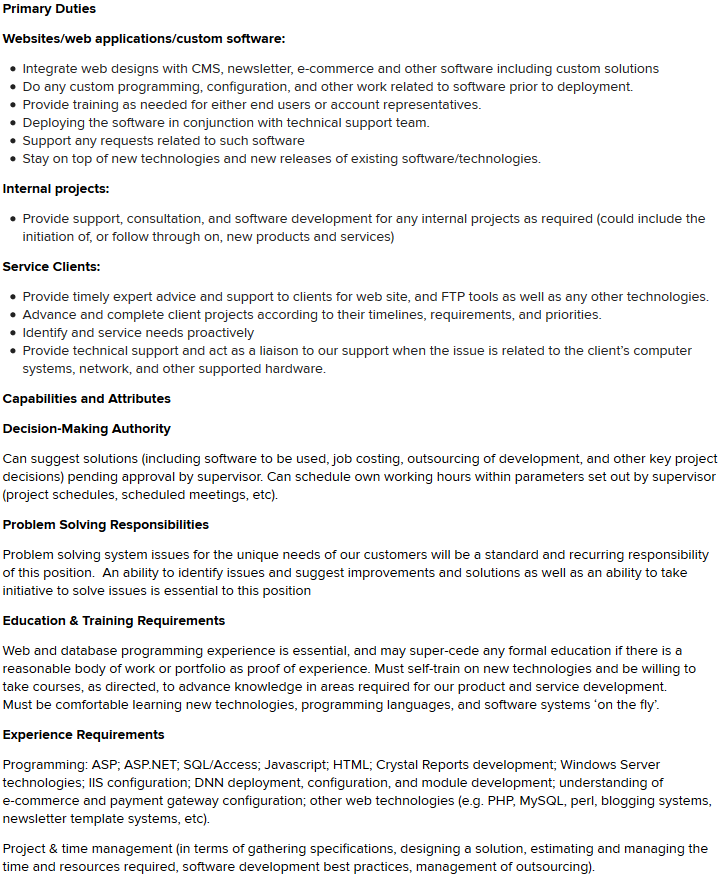 Primary Duties
Websites/web applications/custom software:
● Integrate web designs with CMS, newsletter, e-commerce and other software including custom solutions
● Do any custom programming, configuration, and other work related to software prior to deployment.
● Provide training as needed for either end users or account representatives.
● Deploying the software in conjunction with technical support team.
● Support any requests related to such software
● Stay on top of new technologies and new releases of existing software/technologies.
Internal projects:
● Provide support, consultation, and software development for any internal projects as required (could include the
initiation of, or follow through on, new products and services)
Service Clients:
● Provide timely expert advice and support to clients for web site, and FTP tools as well as any other technologies.
● Advance and complete client projects according to their timelines, requirements, and priorities.
● Identify and service needs proactively
● Provide technical support and act as a liaison to our support when the issue is related to the client’s computer
systems, network, and other supported hardware.
Capabilities and Attributes
Decision-Making Authority
Can suggest solutions (including software to be used, job costing, outsourcing of development, and other key project
decisions) pending approval by supervisor. Can schedule own working hours within parameters set out by supervisor
(project schedules, scheduled meetings, etc).
Problem Solving Responsibilities
Problem solving system issues for the unique needs of our customers will be a standard and recurring responsibility
of this position.  An ability to identify issues and suggest improvements and solutions as well as an ability to take
initiative to solve issues is essential to this position
Education & Training Requirements
Web and database programming experience is essential, and may super-cede any formal education if there is a
reasonable body of work or portfolio as proof of experience. Must self-train on new technologies and be willing to
take courses, as directed, to advance knowledge in areas required for our product and service development.
Must be comfortable learning new technologies, programming languages, and software systems ‘on the fly’.
Experience Requirements
Programming: ASP; ASP.NET; SQL/Access; Javascript; HTML; Crystal Reports development; Windows Server
technologies; IIS configuration; DNN deployment, configuration, and module development; understanding of
e-commerce and payment gateway configuration; other web technologies (e.g. PHP, MySQL, perl, blogging systems,
newsletter template systems, etc).
Project & time management (in terms of gathering specifications, designing a solution, estimating and managing the
time and resources required, software development best practices, management of outsourcing).